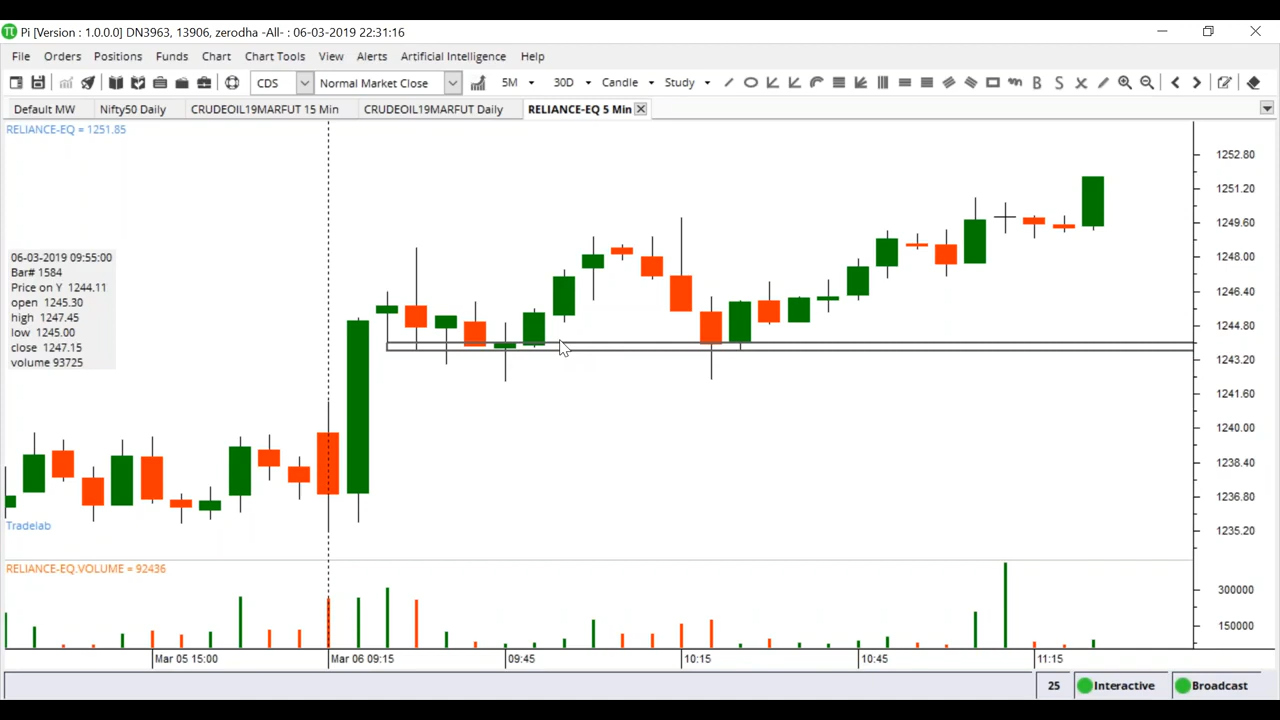 Pi [Version : 1.0.0.0] DN3963, 13906, zerodha -All- : 06-03-2019 22:31:16
File Orders Positions Funds Chart Chart Tools View Alerts Artificial Intelligence Help
CDS Normal Market Close 5M 30D Candle Study B S
Default MW Nifty50 Daily CRUDEOIL19MARFUT 15 Min CRUDEOIL19MARFUT Daily RELIANCE-EQ 5 Min
RELIANCE-EQ = 1251.85
1252.80
1251.20
1249.60
1248.00
1246.40
1244.80
1243.20
1241.60
1240.00
1238.40
1236.80
1235.20
06-03-2019 09:55:00
Bar# 1584
Price on Y 1244.11
open 1245.30
high 1247.45
low 1245.00
close 1247.15
volume 93725
Tradelab
RELIANCE-EQ.VOLUME = 92436
300000
150000
Mar 05 15:00 Mar 06 09:15 09:45 10:15 10:45 11:15
25 Interactive Broadcast